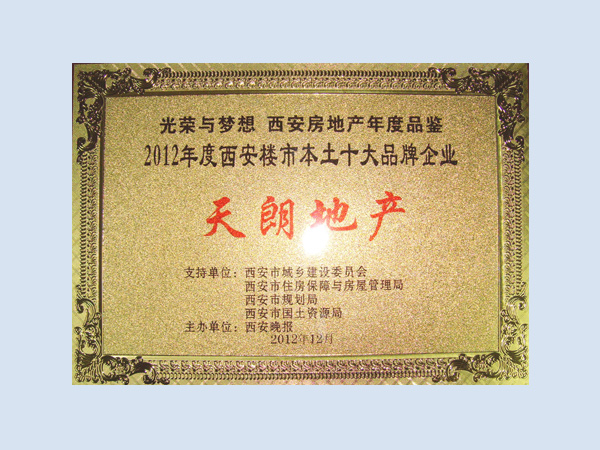 光荣与梦想 西安房地产年度品鉴
2012年度西安楼市本土十大品牌企业
天朗地产
支持单位：西安市城乡建设委员会
西安市住房保障与房屋管理局
西安市规划局
西安市国土资源局
主办单位：西安晚报
2012年12月